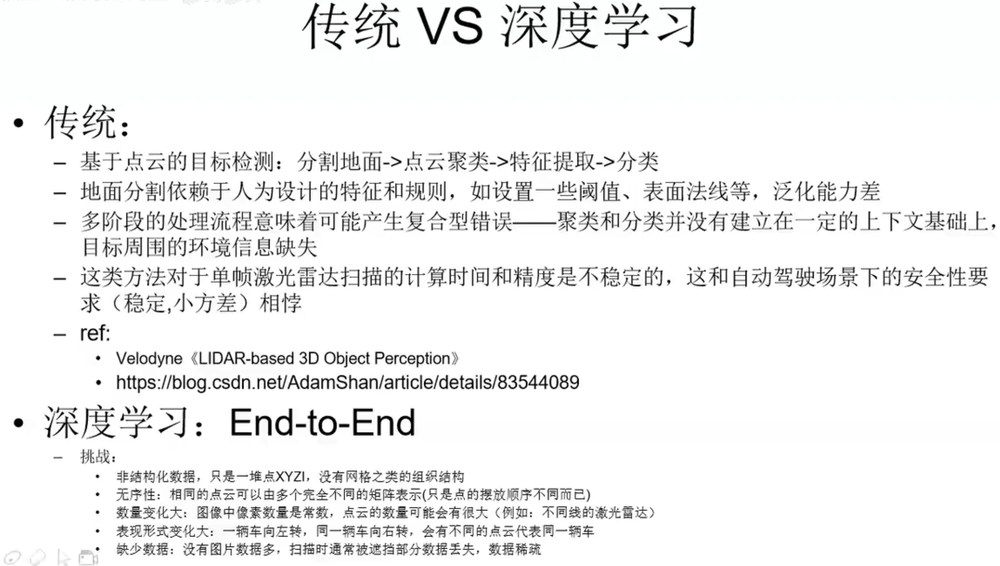 传统 VS 深度学习
• 传统：
– 基于点云的目标检测：分割地面->点云聚类->特征提取->分类
– 地面分割依赖于人为设计的特征和规则，如设置一些阈值、表面法线等，泛化能力差
– 多阶段的处理流程意味着可能产生复合型错误——聚类和分类并没有建立在一定的上下文基础上，
目标周围的环境信息缺失
– 这类方法对于单帧激光雷达扫描的计算时间和精度是不稳定的，这和自动驾驶场景下的安全性要
求（稳定,小方差）相悖
– ref:
• Velodyne《LIDAR-based 3D Object Perception》
• https://blog.csdn.net/AdamShan/article/details/83544089
• 深度学习：End-to-End
– 挑战：
• 非结构化数据，只是一堆点XYZI，没有网格之类的组织结构
• 无序性：相同的点云可以由多个完全不同的矩阵表示(只是点的摆放顺序不同而已)
• 数量变化大：图像中像素数量是常数，点云的数量可能会有很大（例如：不同线的激光雷达）
• 表现形式变化大：一辆车向左转，同一辆车向右转，会有不同的点云代表同一辆车
• 缺少数据：没有图片数据多，扫描时通常被遮挡部分数据丢失，数据稀疏